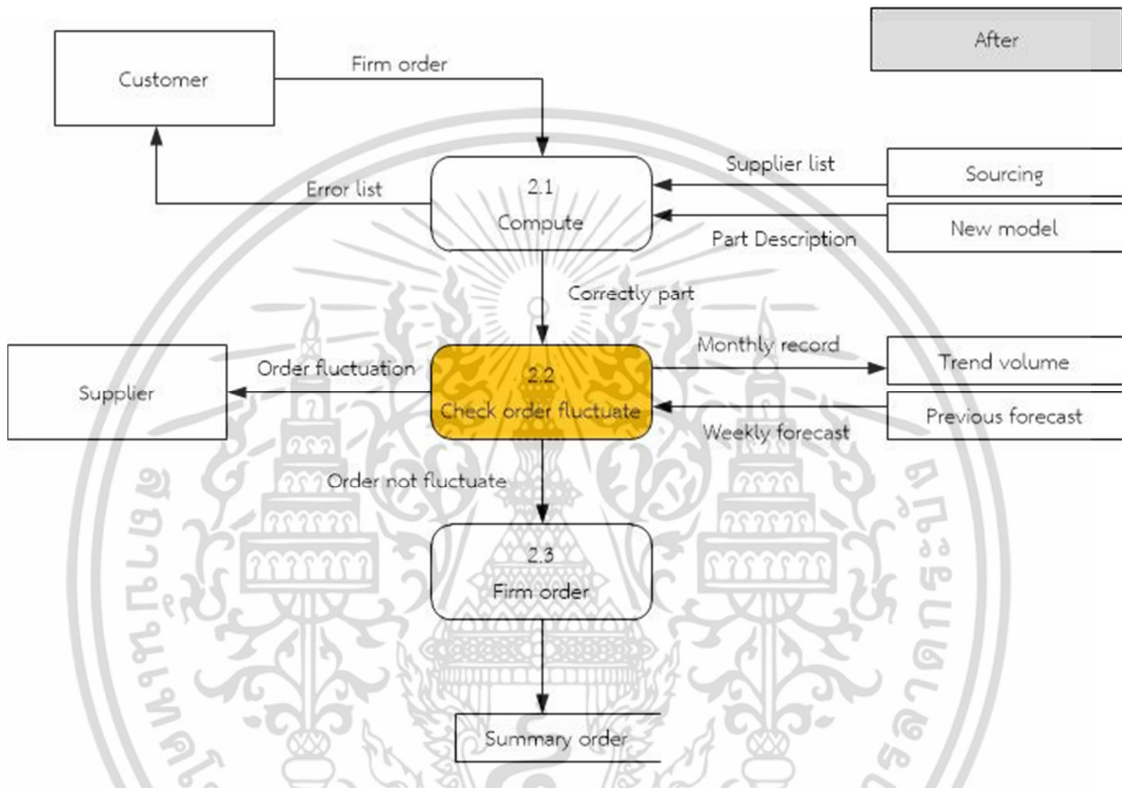 After
Customer
Firm order
Error list
2.1
Compute
Supplier list
Sourcing
Part Description
New model
Correctly part
Supplier
Order fluctuation
2.2
Check order fluctuate
Monthly record
Trend volume
Weekly forecast
Previous forecast
Order not fluctuate
2.3
Firm order
Summary order